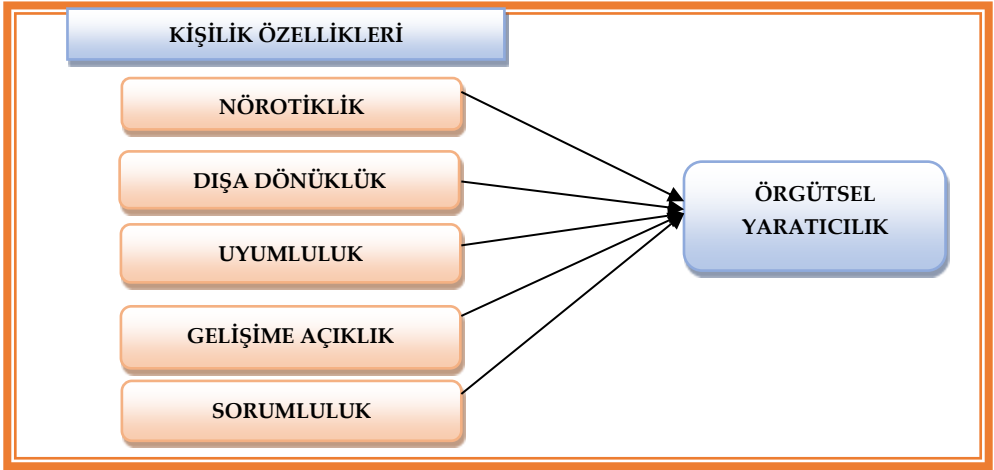 KİŞİLİK ÖZELLİKLERİ
NÖROTİKLİK
DIŞA DÖNÜKLÜK
UYUMLULUK
GELİŞİME AÇIKLIK
SORUMLULUK
ÖRGÜTSEL
YARATICILIK